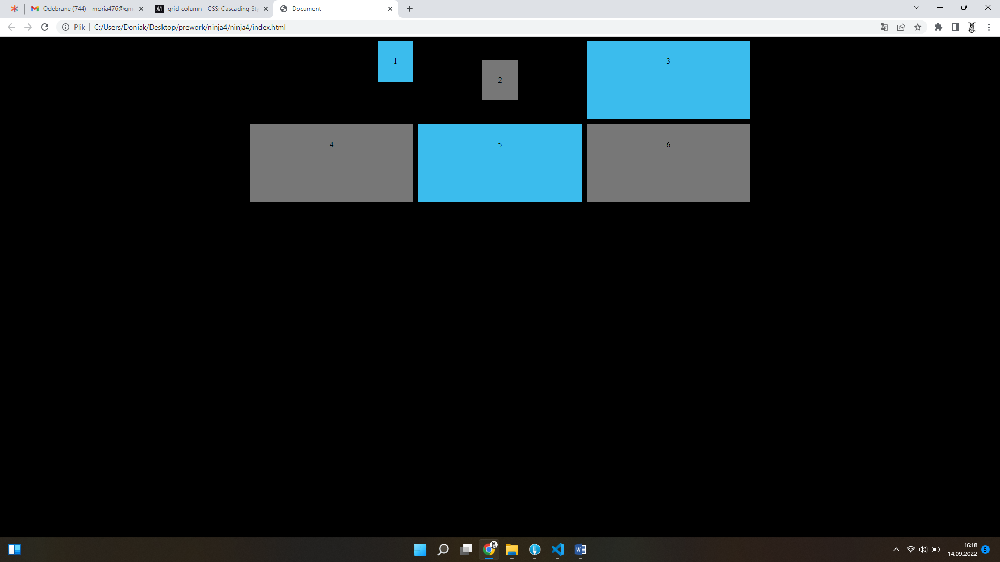 Odebrane (744) - moria476@gm
grid-column - CSS: Cascading Sty
Document
Plik C:/Users/Doniak/Desktop/prework/ninja4/ninja4/index.html
1
2
3
4
5
6
16:18
14.09.2022
5